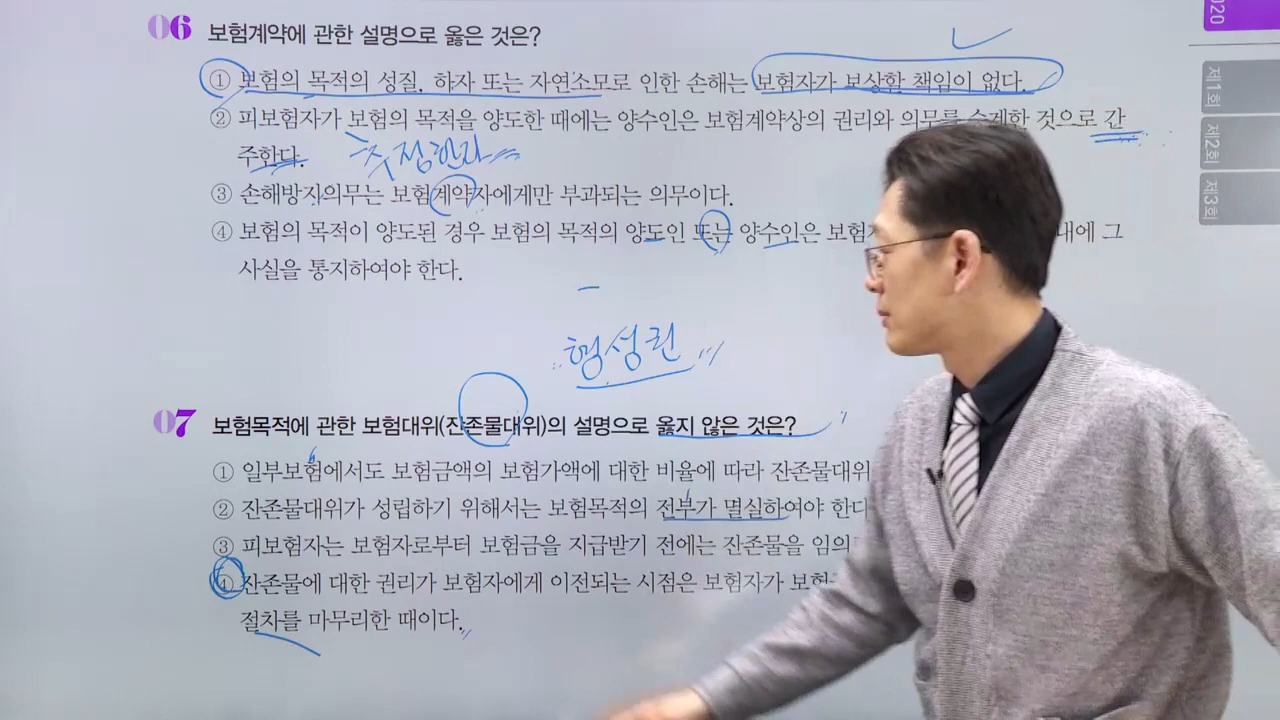 06 보험계약에 관한 설명으로 옳은 것은?
① 보험의 목적의 성질, 하자 또는 자연소모로 인한 손해는 보험자가 보상할 책임이 없다.
② 피보험자가 보험의 목적을 양도한 때에는 양수인은 보험계약상의 권리와 의무를 승계한 것으로 간
주한다.
추정한다
③ 손해방지의무는 보험계약자에게만 부과되는 의무이다.
④ 보험의 목적이 양도된 경우 보험의 목적의 양도인 또는 양수인은 보험 내에 그
사실을 통지하여야 한다.
형성권
07 보험목적에 관한 보험대위(잔존물대위)의 설명으로 옳지 않은 것은?
① 일부보험에서도 보험금액의 보험가액에 대한 비율에 따라 잔존물대위
② 잔존물대위가 성립하기 위해서는 보험목적의 전부가 멸실하여야 한다
③ 피보험자는 보험자로부터 보험금을 지급받기 전에는 잔존물을 임의
④ 잔존물에 대한 권리가 보험자에게 이전되는 시점은 보험자가 보험
절차를 마무리한 때이다.
2020
제1회
제2회
제3회